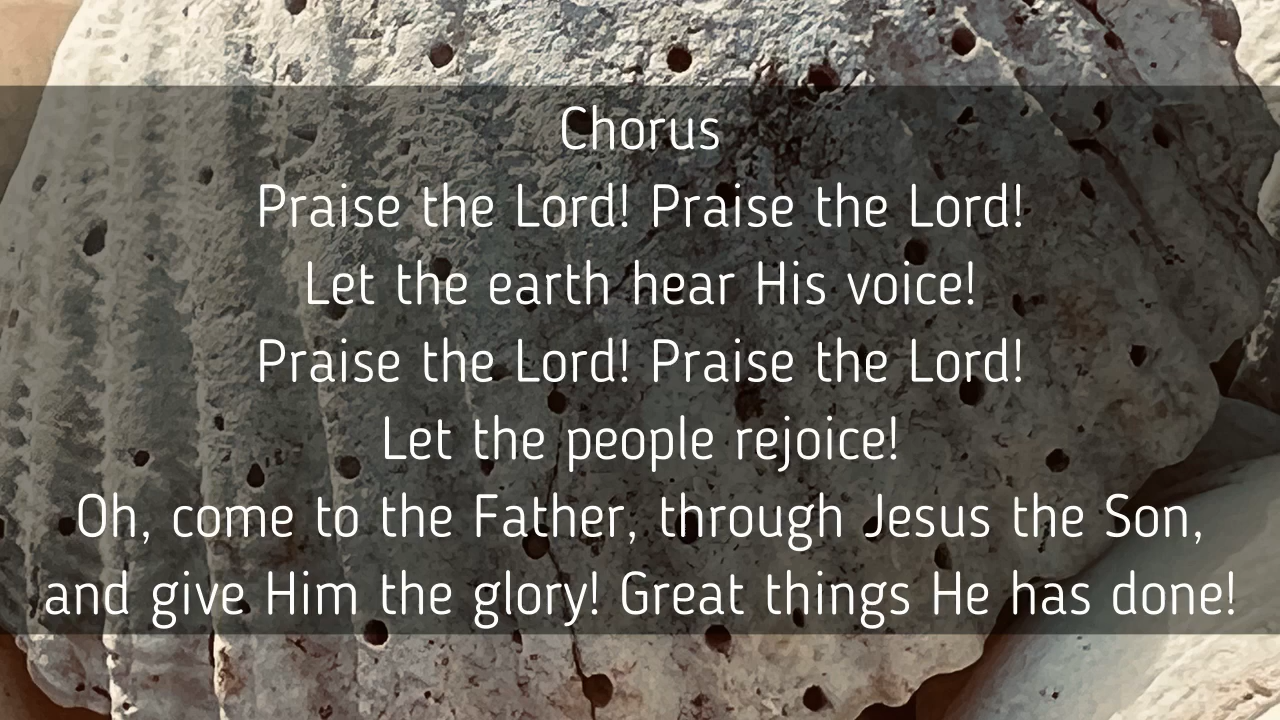 Chorus
Praise the Lord! Praise the Lord!
Let the earth hear His voice!
Praise the Lord! Praise the Lord!
Let the people rejoice!
Oh, come to the Father, through Jesus the Son,
and give Him the glory! Great things He has done!